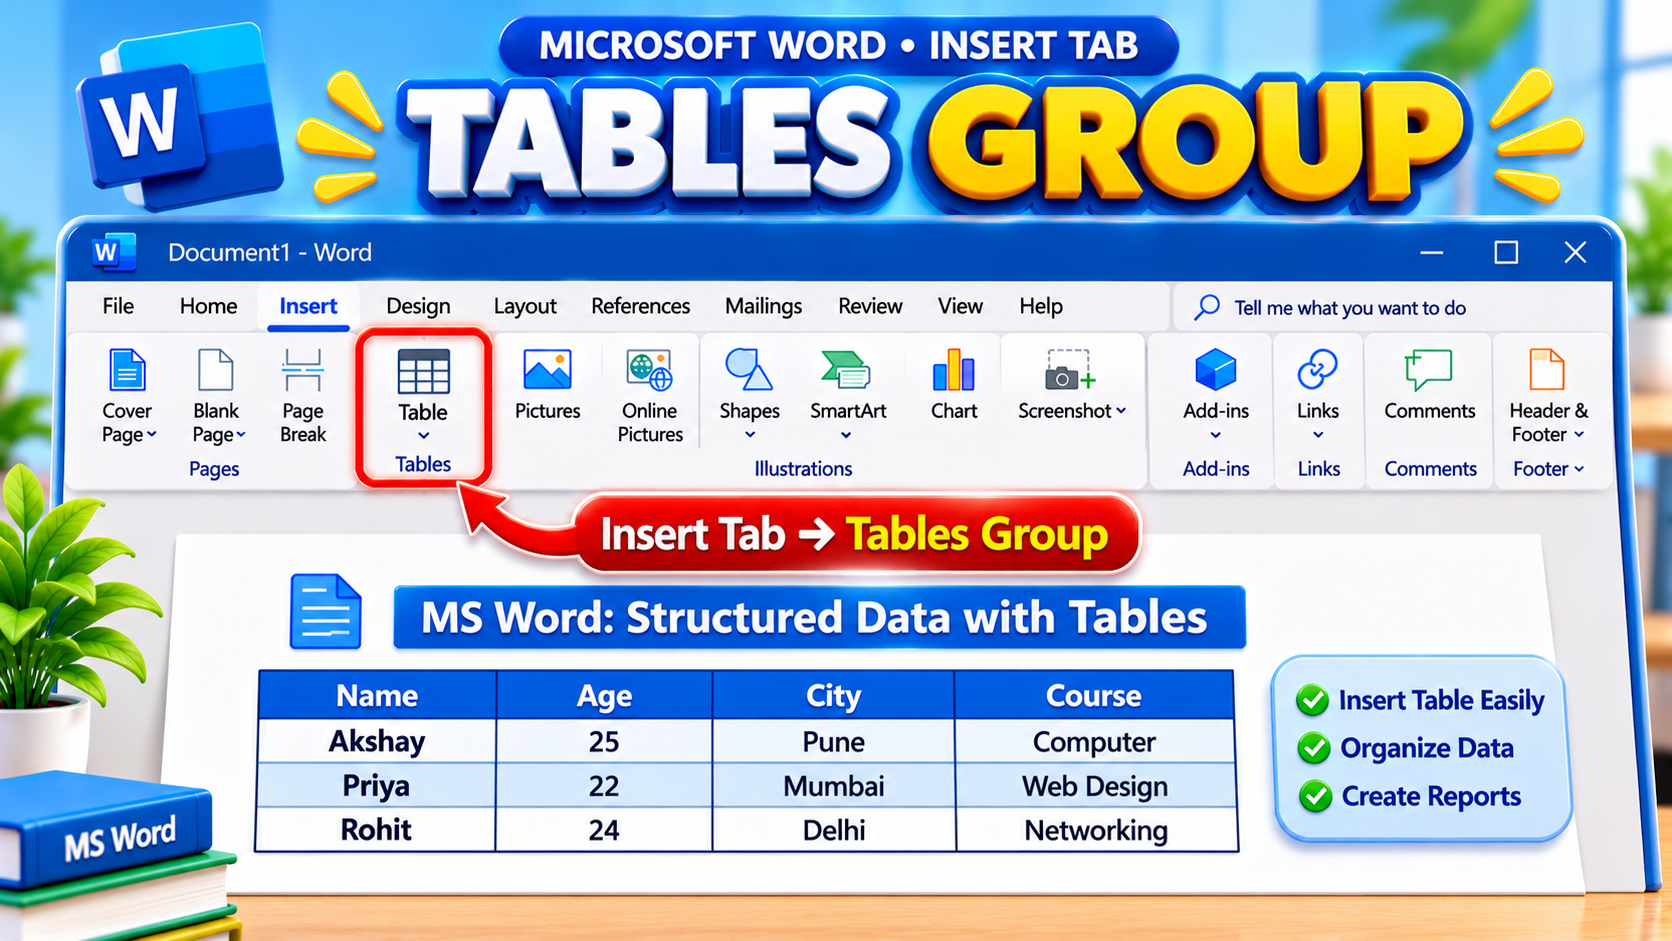 MICROSOFT WORD • INSERT TAB
W
TABLES GROUP
W Document1 - Word
File Home Insert Design Layout References Mailings Review View Help Tell me what you want to do
Cover Page
Blank Page
Page Break
Pages
Table
Tables
Pictures
Online Pictures
Shapes
SmartArt
Chart
Screenshot
Illustrations
Add-ins
Add-ins
Links
Links
Comments
Comments
Header & Footer
Footer
Insert Tab → Tables Group
MS Word: Structured Data with Tables
Name Age City Course
Akshay 25 Pune Computer
Priya 22 Mumbai Web Design
Rohit 24 Delhi Networking
Insert Table Easily
Organize Data
Create Reports
MS Word